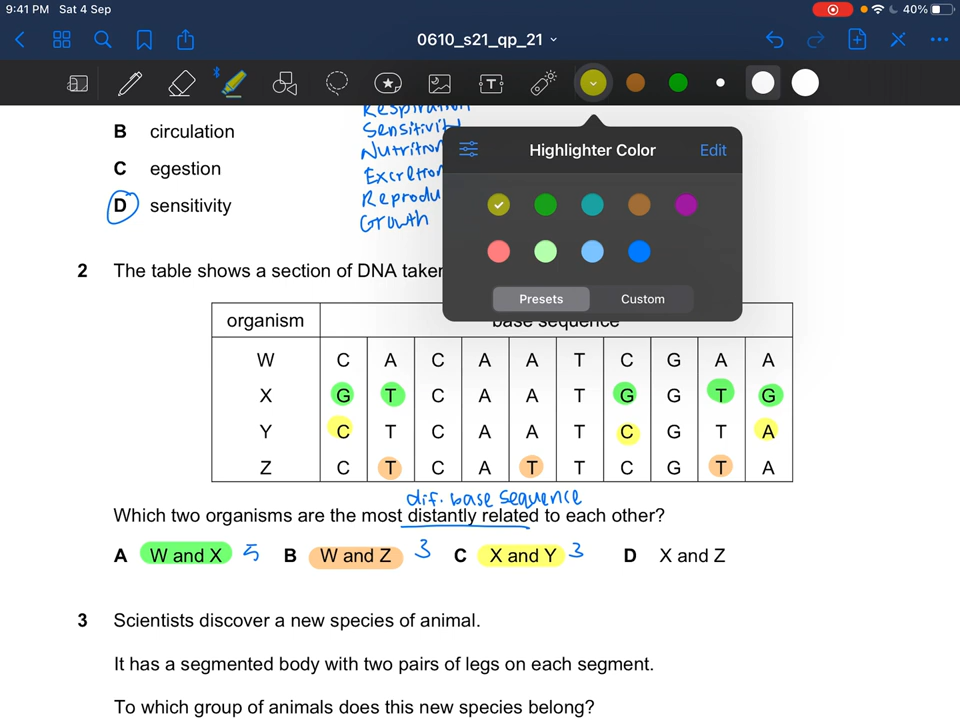 9:41 PM Sat 4 Sep 40%
0610_s21_qp_21
B circulation
C egestion
D sensitivity
Respiration
Sensitivity
Nutrition
Excretion
Reprodu
Growth
Highlighter Color
Edit
Presets
Custom
2 The table shows a section of DNA taken
organism base sequence
W C A C A A T C G A A
X G T C A A T G G T G
Y C T C A A T C G T A
Z C T C A T T C G T A
dif. base sequence
Which two organisms are the most distantly related to each other?
A W and X 5 B W and Z 3 C X and Y 3 D X and Z
3 Scientists discover a new species of animal.
It has a segmented body with two pairs of legs on each segment.
To which group of animals does this new species belong?